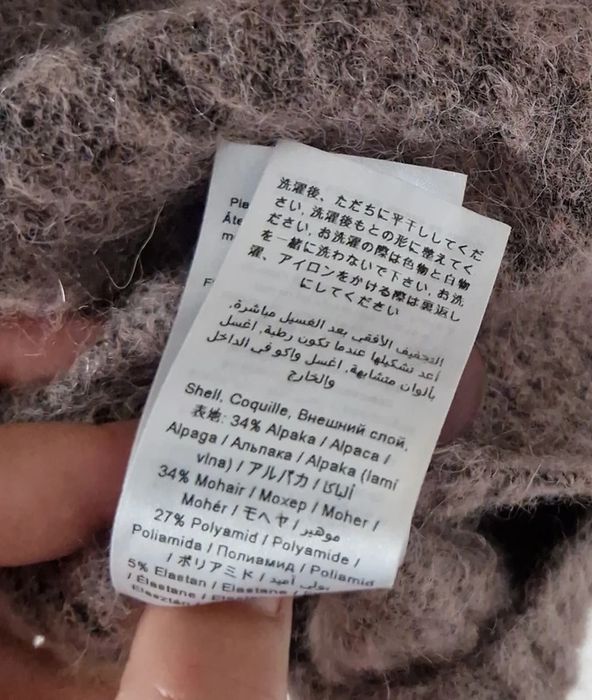 Ple
Áte
m
F
洗濯後、ただちに平干ししてくだ
さい, 洗濯後もとの形に整えてく
ださい, お洗濯の際は色物と白物
を一緒に洗わないで下さい, お洗
濯、アイロンをかける際は裏返し
にしてください
التجفيف الأفقي بعد الغسيل مباشرة,
أعد تشكيلها عندما تكون رطبة, اغسل
بألوان متشابهة, اغسل واكو في الداخل
والخارج
Shell, Coquille, Внешний слой,
表地: 34% Alpaka / Alpaca /
Alpaga / Альпака / Alpaka (lamí
vlna) / アルパカ / ألباكا
34% Mohair / Мохер / Moher /
Mohér / モヘヤ / موهير
27% Polyamid / Polyamide /
Poliamida / Полиамид / Poliamid
/ ポリアミド / بولي أميد
5% Elastan / Elastane /
/ Élastane /
Elasztán